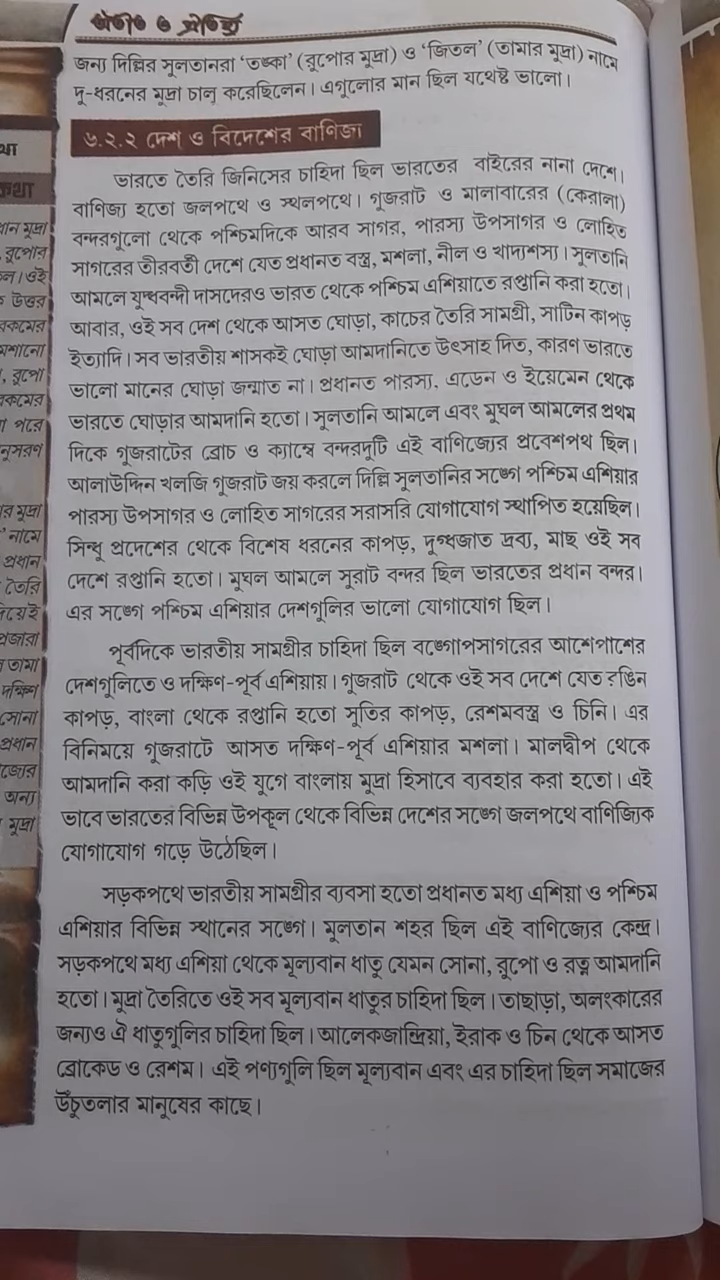 অতীত ও ঐতিহ্য
জন্য দিল্লির সুলতানরা ‘তঙ্কা’ (রুপোর মুদ্রা) ও ‘জিতল’ (তামার মুদ্রা) নামে
দু-ধরনের মুদ্রা চালু করেছিলেন। এগুলোর মান ছিল যথেষ্ট ভালো।
৬.২.২ দেশ ও বিদেশের বাণিজ্য
ভারতে তৈরি জিনিসের চাহিদা ছিল ভারতের বাইরের নানা দেশে।
বাণিজ্য হতো জলপথে ও স্থলপথে। গুজরাট ও মালাবারের (কেরালা)
বন্দরগুলো থেকে পশ্চিমদিকে আরব সাগর, পারস্য উপসাগর ও লোহিত
সাগরের তীরবর্তী দেশে যেত প্রধানত বস্ত্র, মশলা, নীল ও খাদ্যশস্য। সুলতানি
আমলে যুদ্ধবন্দী দাসদেরও ভারত থেকে পশ্চিম এশিয়াতে রপ্তানি করা হতো।
আবার, ওই সব দেশ থেকে আসত ঘোড়া, কাচের তৈরি সামগ্রী, সাটিন কাপড়
ইত্যাদি। সব ভারতীয় শাসকই ঘোড়া আমদানিতে উৎসাহ দিত, কারণ ভারতে
ভালো মানের ঘোড়া জন্মাত না। প্রধানত পারস্য, এডেন ও ইয়েমেন থেকে
ভারতে ঘোড়ার আমদানি হতো। সুলতানি আমলে এবং মুঘল আমলের প্রথম
দিকে গুজরাটের ব্রোচ ও ক্যাম্বে বন্দরদুটি এই বাণিজ্যের প্রবেশপথ ছিল।
আলাউদ্দিন খলজি গুজরাট জয় করলে দিল্লি সুলতানির সঙ্গে পশ্চিম এশিয়ার
পারস্য উপসাগর ও লোহিত সাগরের সরাসরি যোগাযোগ স্থাপিত হয়েছিল।
সিন্ধু প্রদেশের থেকে বিশেষ ধরনের কাপড়, দুগ্ধজাত দ্রব্য, মাছ ওই সব
দেশে রপ্তানি হতো। মুঘল আমলে সুরাট বন্দর ছিল ভারতের প্রধান বন্দর।
এর সঙ্গে পশ্চিম এশিয়ার দেশগুলির ভালো যোগাযোগ ছিল।
পূর্বদিকে ভারতীয় সামগ্রীর চাহিদা ছিল বঙ্গোপসাগরের আশেপাশের
দেশগুলিতে ও দক্ষিণ-পূর্ব এশিয়ায়। গুজরাট থেকে ওই সব দেশে যেত রঙিন
কাপড়, বাংলা থেকে রপ্তানি হতো সুতির কাপড়, রেশমবস্ত্র ও চিনি। এর
বিনিময়ে গুজরাটে আসত দক্ষিণ-পূর্ব এশিয়ার মশলা। মালদ্বীপ থেকে
আমদানি করা কড়ি ওই যুগে বাংলায় মুদ্রা হিসাবে ব্যবহার করা হতো। এই
ভাবে ভারতের বিভিন্ন উপকূল থেকে বিভিন্ন দেশের সঙ্গে জলপথে বাণিজ্যিক
যোগাযোগ গড়ে উঠেছিল।
সড়কপথে ভারতীয় সামগ্রীর ব্যবসা হতো প্রধানত মধ্য এশিয়া ও পশ্চিম
এশিয়ার বিভিন্ন স্থানের সঙ্গে। মুলতান শহর ছিল এই বাণিজ্যের কেন্দ্র।
সড়কপথে মধ্য এশিয়া থেকে মূল্যবান ধাতু যেমন সোনা, রুপো ও রত্ন আমদানি
হতো। মুদ্রা তৈরিতে ওই সব মূল্যবান ধাতুর চাহিদা ছিল। তাছাড়া, অলংকারের
জন্যও ঐ ধাতুগুলির চাহিদা ছিল। আলেকজান্দ্রিয়া, ইরাক ও চিন থেকে আসত
ব্রোকেড ও রেশম। এই পণ্যগুলি ছিল মূল্যবান এবং এর চাহিদা ছিল সমাজের
উঁচুতলার মানুষের কাছে।